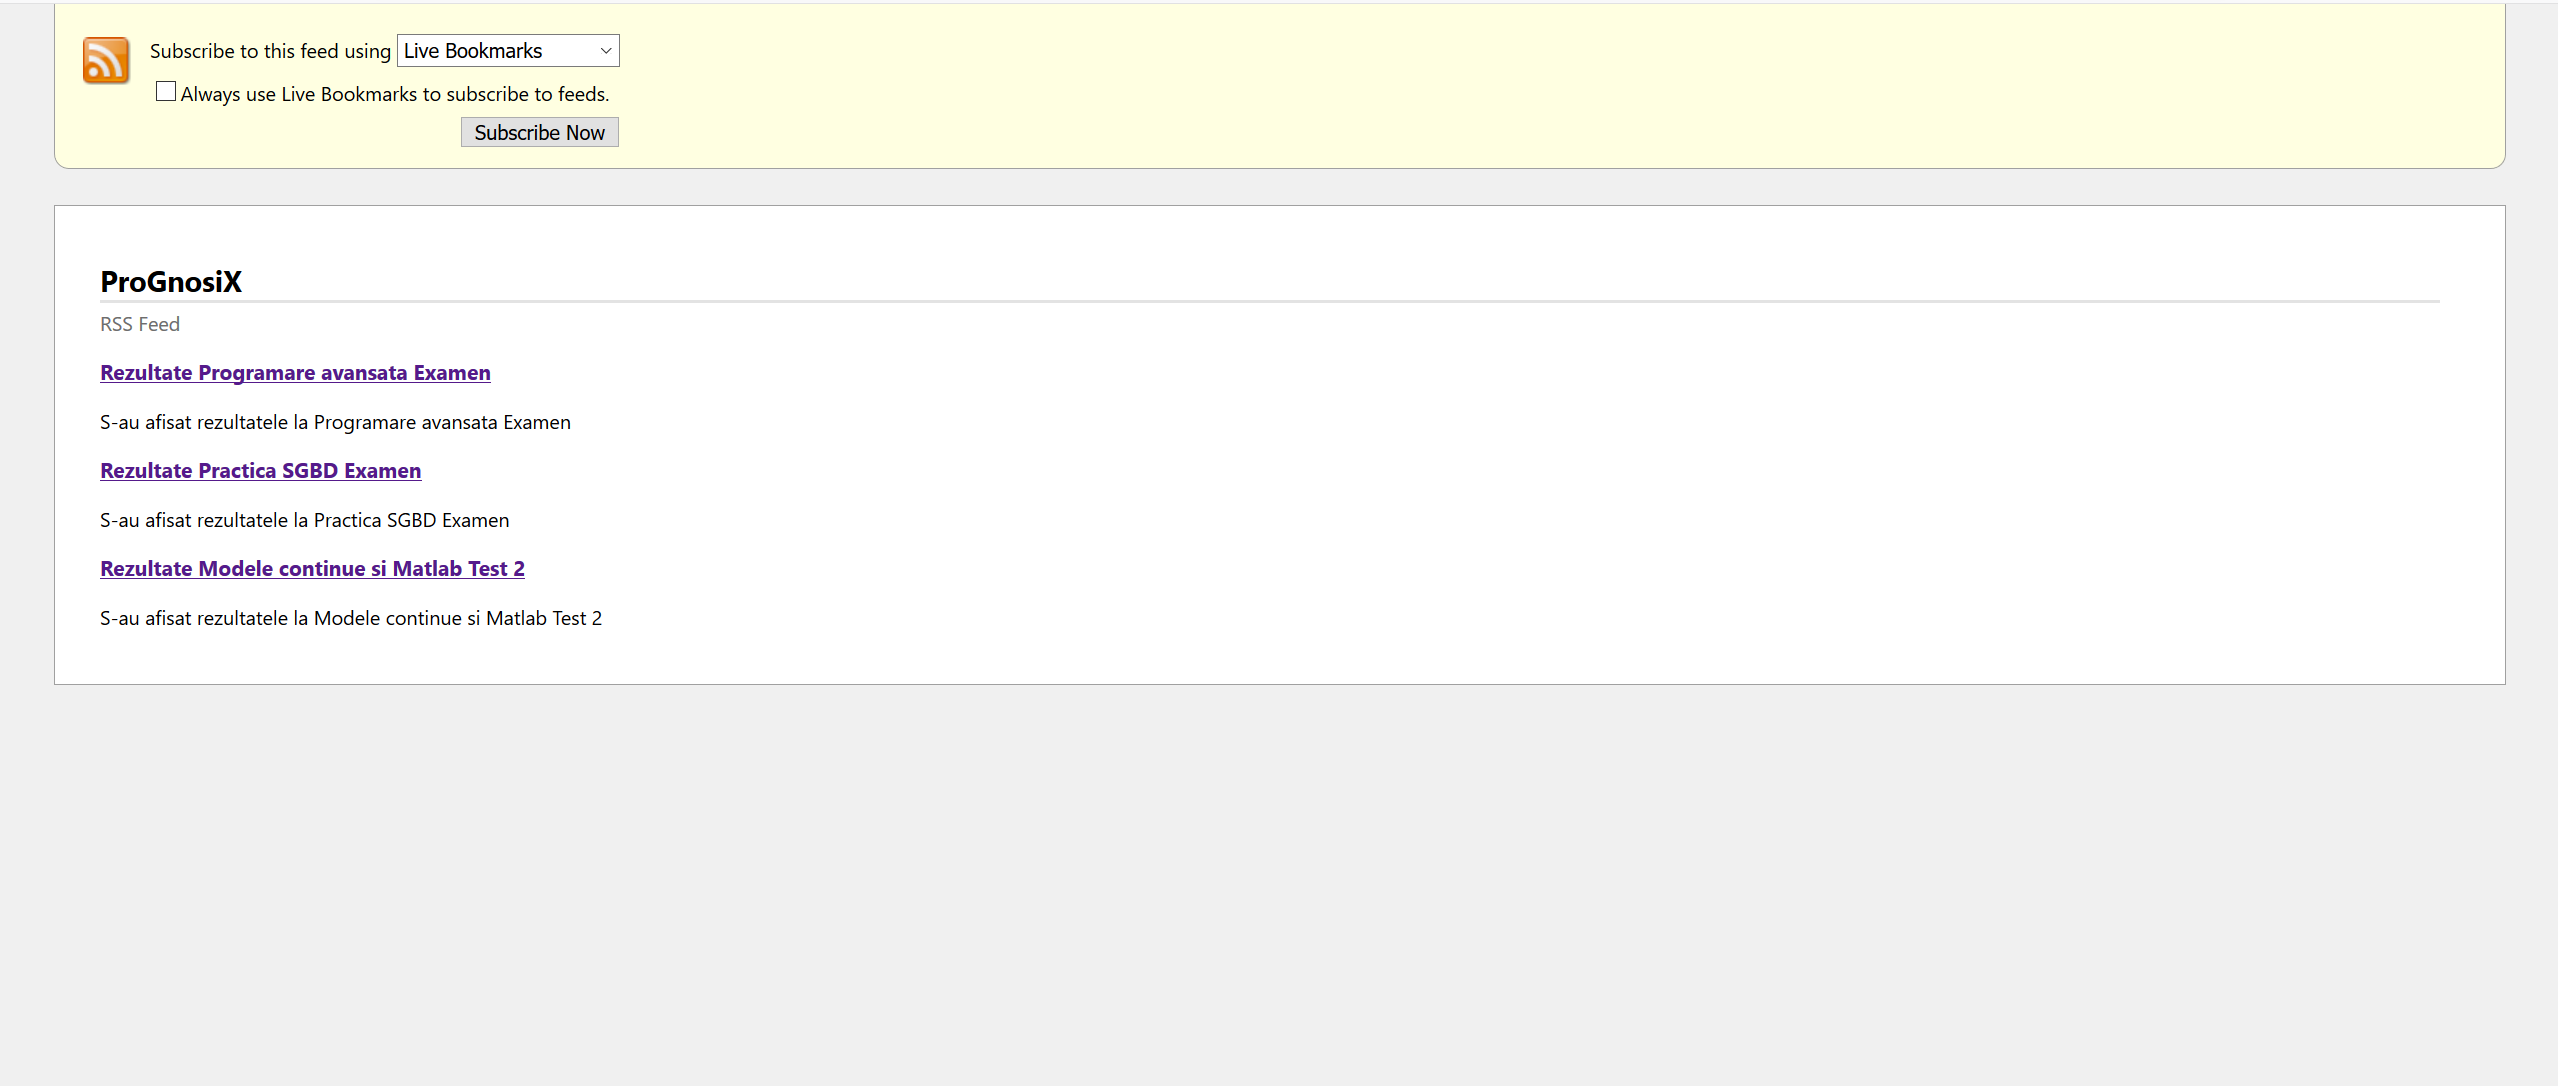 Subscribe to this feed using Live Bookmarks
Always use Live Bookmarks to subscribe to feeds.
Subscribe Now
ProGnosiX
RSS Feed
Rezultate Programare avansata Examen
S-au afisat rezultatele la Programare avansata Examen
Rezultate Practica SGBD Examen
S-au afisat rezultatele la Practica SGBD Examen
Rezultate Modele continue si Matlab Test 2
S-au afisat rezultatele la Modele continue si Matlab Test 2